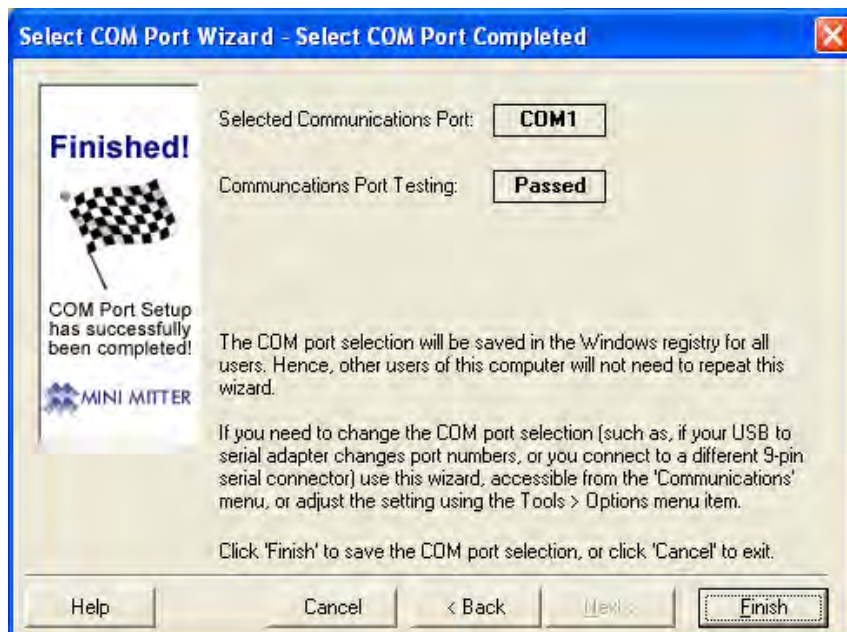 Select COM Port Wizard - Select COM Port Completed
Finished!
COM Port Setup
has successfully
been completed!
MINI MITTER
Selected Communications Port: COM1
Communcations Port Testing: Passed
The COM port selection will be saved in the Windows registry for all
users. Hence, other users of this computer will not need to repeat this
wizard.
If you need to change the COM port selection (such as, if your USB to
serial adapter changes port numbers, or you connect to a different 9-pin
serial connector) use this wizard, accessible from the 'Communications'
menu, or adjust the setting using the Tools > Options menu item.
Click 'Finish' to save the COM port selection, or click 'Cancel' to exit.
Help Cancel < Back Next > Finish